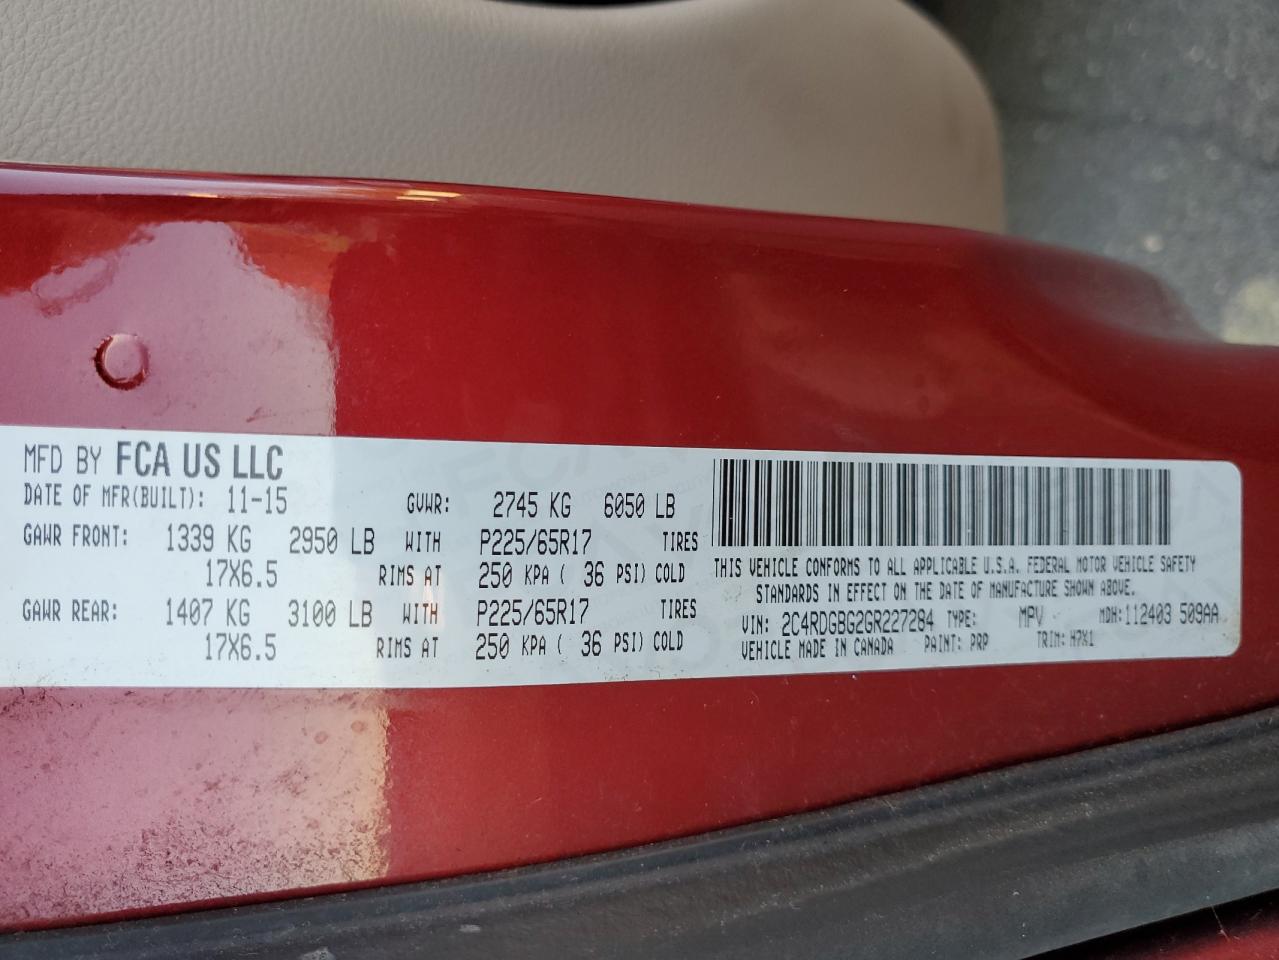 MFD BY FCA US LLC
DATE OF MFR(BUILT): 11-15 GVWR: 2745 KG 6050 LB
GAWR FRONT: 1339 KG 2950 LB WITH P225/65R17 TIRES
17X6.5 RIMS AT 250 KPA ( 36 PSI) COLD
GAWR REAR: 1407 KG 3100 LB WITH P225/65R17 TIRES
17X6.5 RIMS AT 250 KPA ( 36 PSI) COLD
THIS VEHICLE CONFORMS TO ALL APPLICABLE U.S.A. FEDERAL MOTOR VEHICLE SAFETY
STANDARDS IN EFFECT ON THE DATE OF MANUFACTURE SHOWN ABOVE.
VIN: 2C4RDGBG2GR227284 TYPE: MPV MDH:112403 509AA
VEHICLE MADE IN CANADA PAINT: PRP TRIM: H7X1